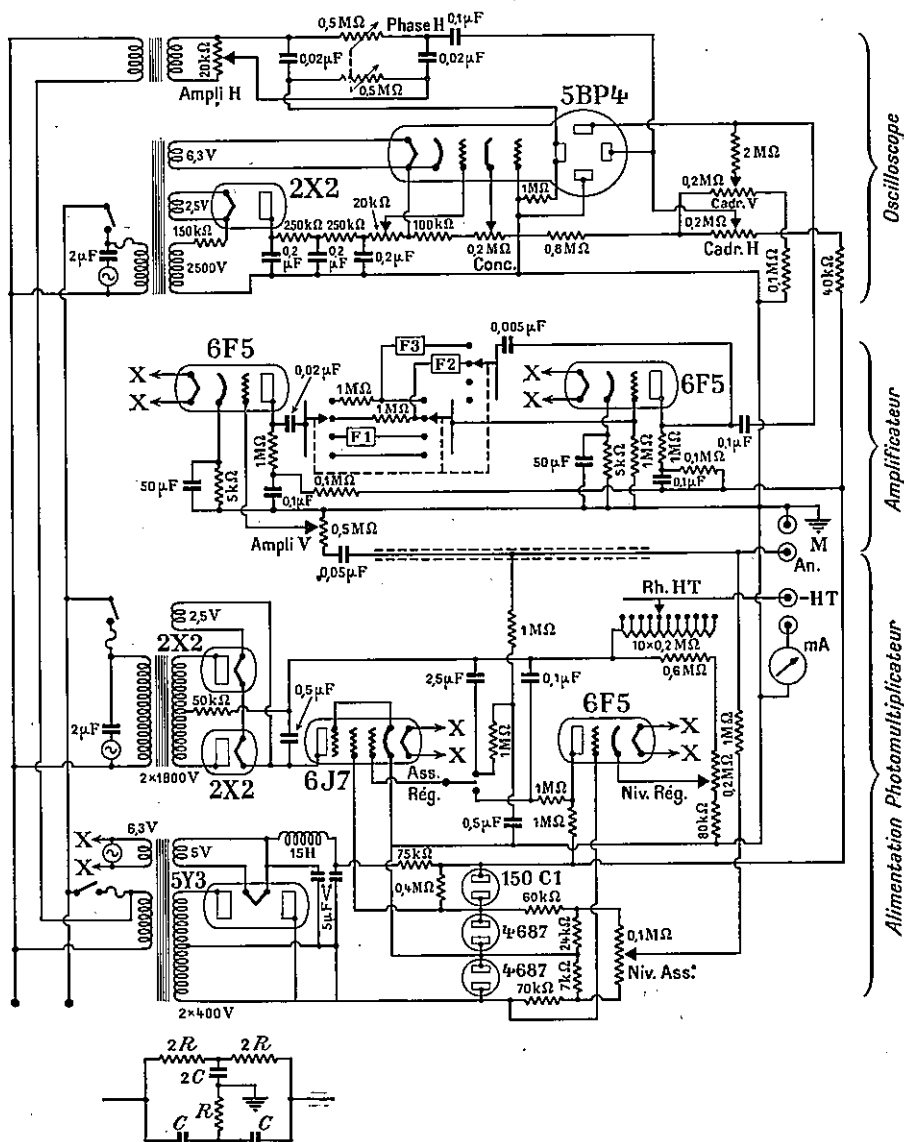 0,5MΩ
Phase H
0,1µF
20kΩ
0,02µF
0,02µF
Ampli H
0,5MΩ
5BP4
6,3V
2X2
2MΩ
2,5V
20kΩ
1MΩ
0,2MΩ
Cadr. V
150kΩ
250kΩ
250kΩ
100kΩ
0,2MΩ
2µF
2500V
0,2 µF
0,2 µF
0,2µF
0,2MΩ
Conc.
0,8MΩ
Cadr. H
0,1MΩ
40kΩ
Oscilloscope
0,005µF
6F5
F3
F2
X
X
0,02µF
1MΩ
1MΩ
F1
X
X
6F5
0,1µF
50µF
5kΩ
1MΩ
0,1µF
0,1MΩ
50µF
5kΩ
1MΩ
1MΩ
0,1MΩ
0,1µF
Ampli V
0,5MΩ
0,05µF
M
An.
Amplificateur
Rh. HT
-HT
2,5V
1MΩ
10×0,2MΩ
mA
2X2
0,6MΩ
50kΩ
0,5µF
2,5µF
0,1µF
6F5
2µF
X
X
1MΩ
X
X
1MΩ
2×1800V
2X2
6J7
Ass.
Rég.
1MΩ
Niv. Rég.
0,2MΩ
0,5µF
1MΩ
80kΩ
6,3V
X
X
5V
15H
75kΩ
5Y3
V
5µF
0,4MΩ
150 C1
60kΩ
4687
24kΩ
0,1MΩ
4687
7kΩ
Niv. Ass.
70kΩ
2×400V
Alimentation Photomultiplicateur
2R
2R
2C
R
C
C